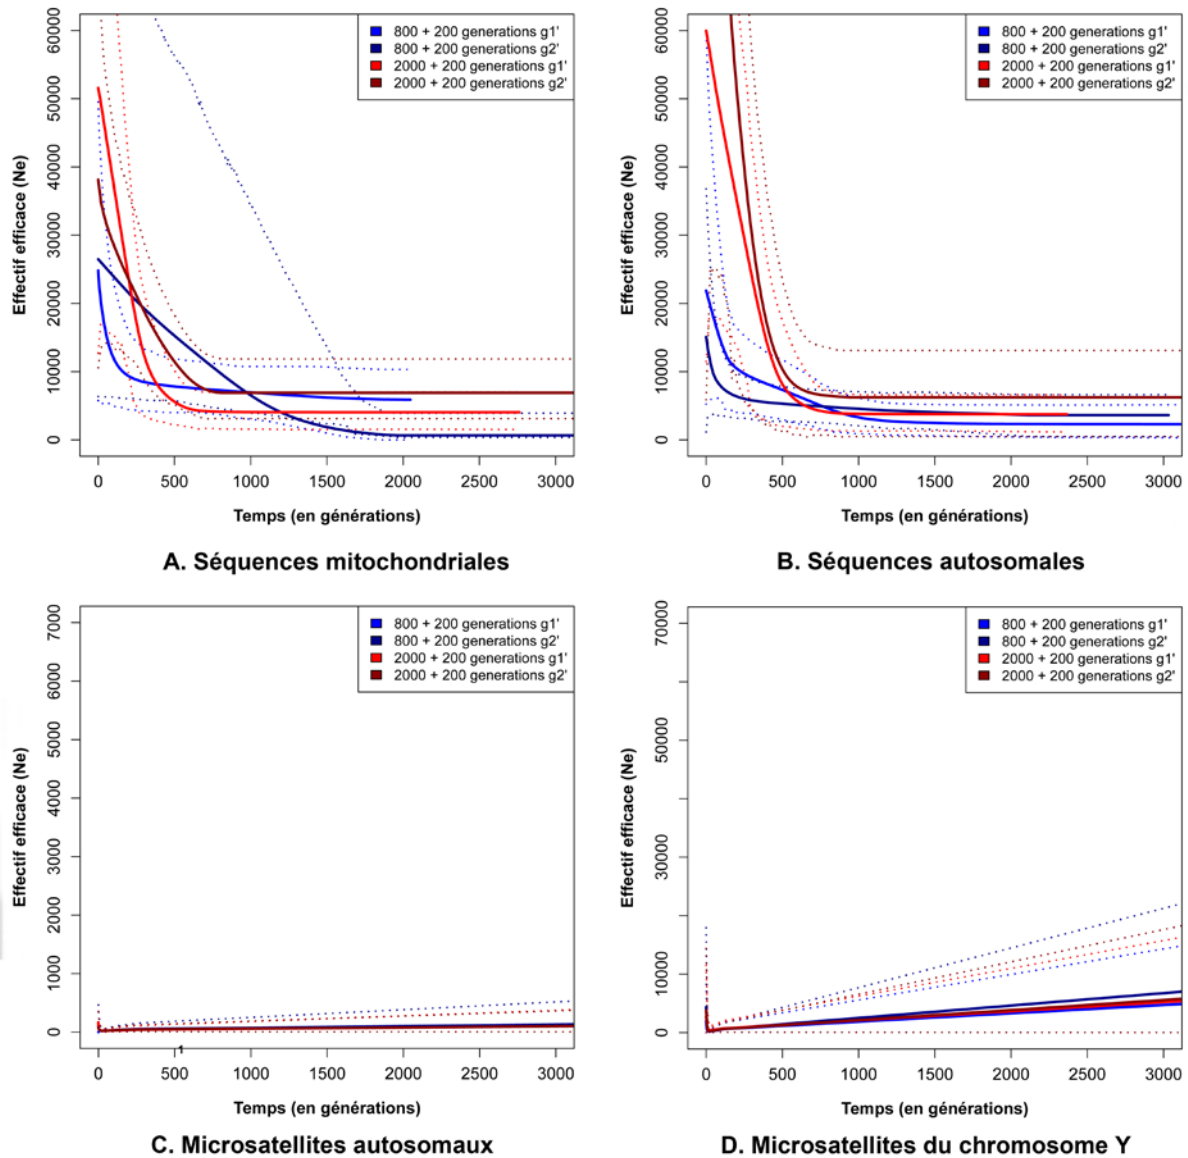 800 + 200 generations g1'
800 + 200 generations g2'
2000 + 200 generations g1'
2000 + 200 generations g2'
Effectif efficace (Ne)
0
10000
20000
30000
40000
50000
60000
0 500 1000 1500 2000 2500 3000
Temps (en générations)
A. Séquences mitochondriales
800 + 200 generations g1'
800 + 200 generations g2'
2000 + 200 generations g1'
2000 + 200 generations g2'
Effectif efficace (Ne)
0
10000
20000
30000
40000
50000
60000
0 500 1000 1500 2000 2500 3000
Temps (en générations)
B. Séquences autosomales
800 + 200 generations g1'
800 + 200 generations g2'
2000 + 200 generations g1'
2000 + 200 generations g2'
Effectif efficace (Ne)
0
1000
2000
3000
4000
5000
6000
7000
0 500 1000 1500 2000 2500 3000
Temps (en générations)
C. Microsatellites autosomaux
800 + 200 generations g1'
800 + 200 generations g2'
2000 + 200 generations g1'
2000 + 200 generations g2'
Effectif efficace (Ne)
0
10000
30000
50000
70000
0 500 1000 1500 2000 2500 3000
Temps (en générations)
D. Microsatellites du chromosome Y